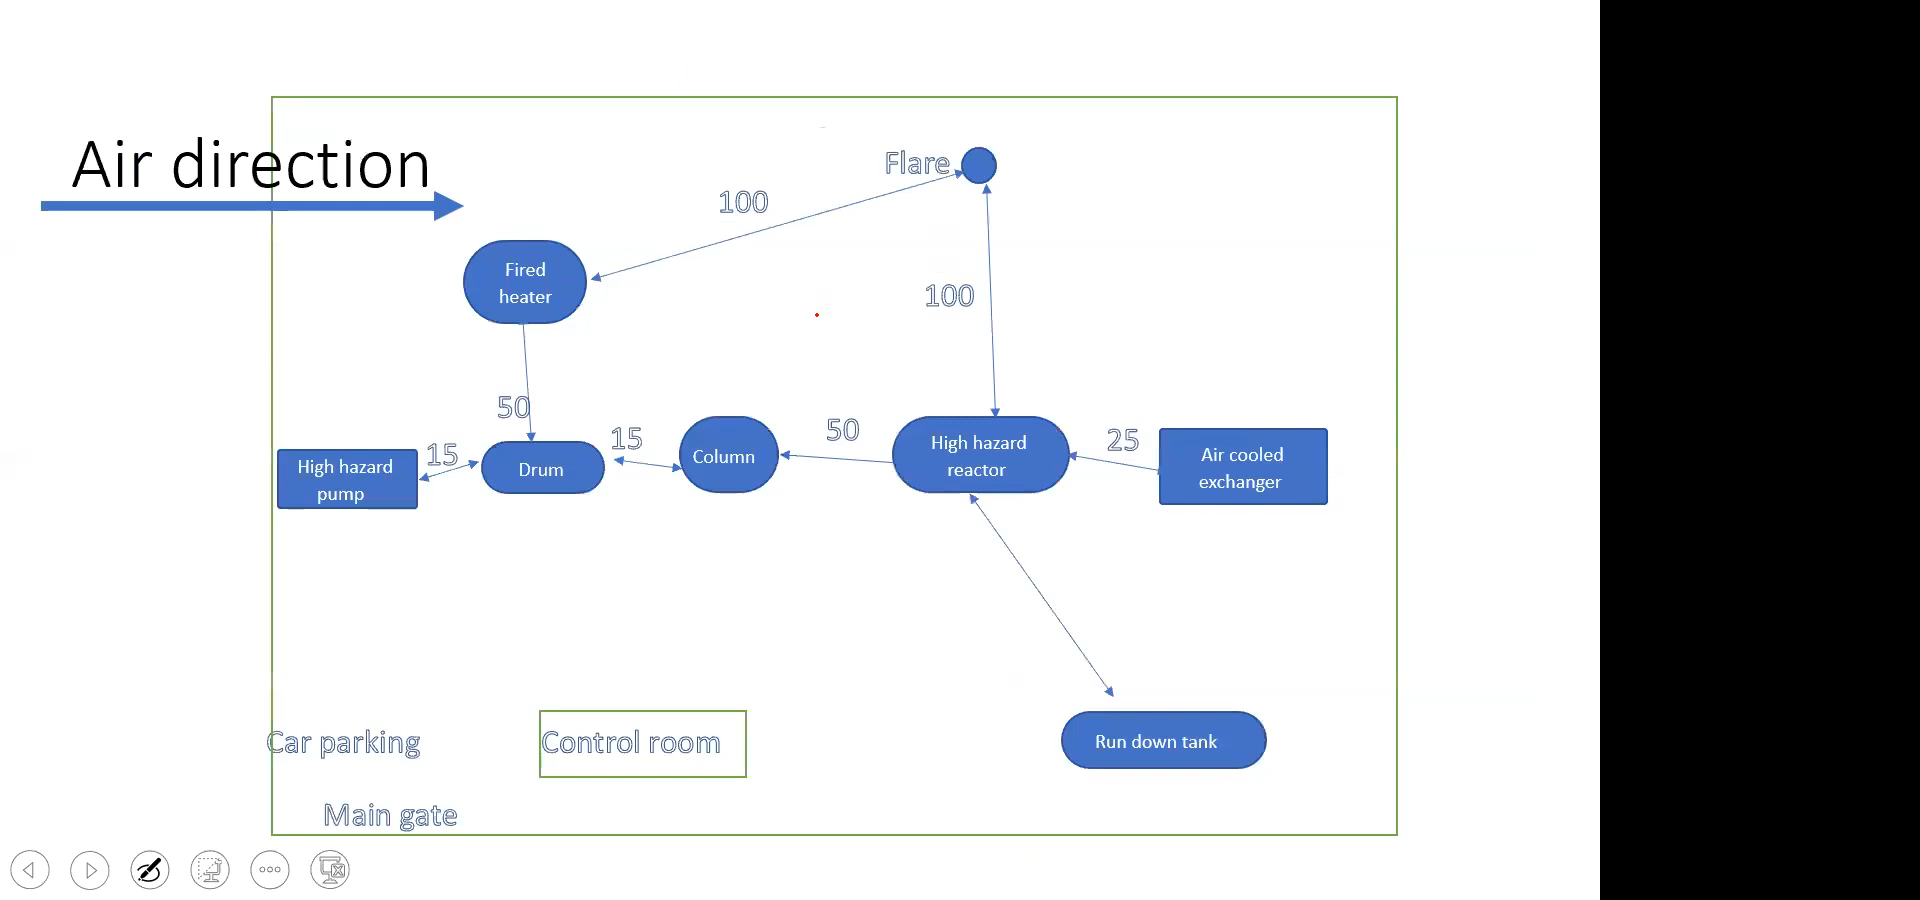 Air direction
Flare
100
Fired
heater
100
50
15
15
50
25
High hazard
pump
Drum
Column
High hazard
reactor
Air cooled
exchanger
Car parking
Control room
Run down tank
Main gate